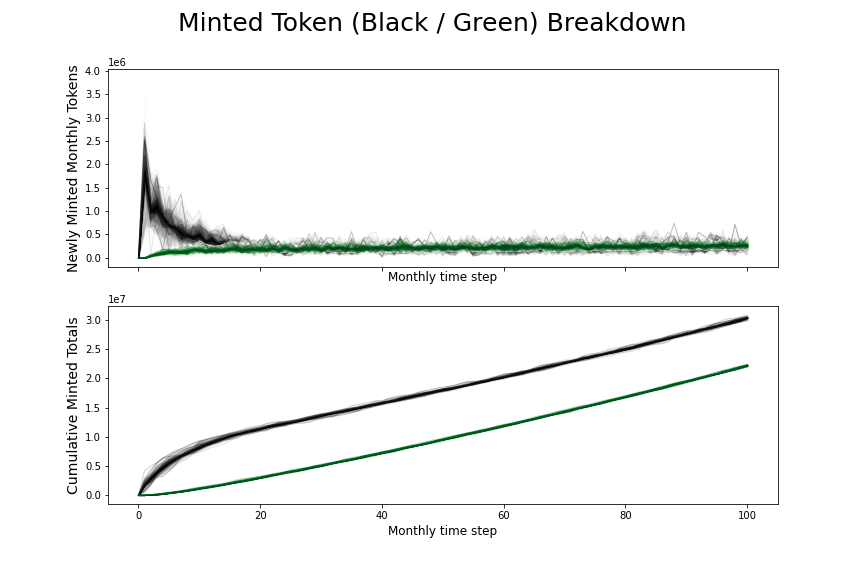 Minted Token (Black / Green) Breakdown
1e6
Newly Minted Monthly Tokens
4.0
3.5
3.0
2.5
2.0
1.5
1.0
0.5
0.0
Monthly time step
1e7
Cumulative Minted Totals
3.0
2.5
2.0
1.5
1.0
0.5
0.0
0 20 40 60 80 100
Monthly time step